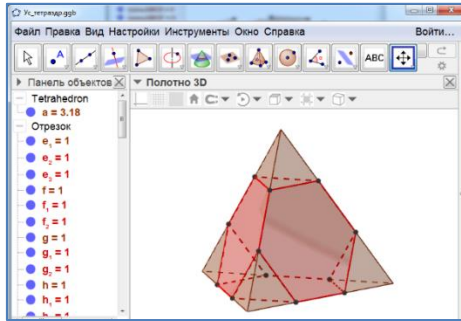 Ус_тетраэдр.ggb
Файл Правка Вид Настройки Инструменты Окно Справка Войти...
ABC
Панель объектов
Полотно 3D
Tetrahedron
a = 3.18
Отрезок
e₁ = 1
e₂ = 1
e₃ = 1
f = 1
f₁ = 1
f₂ = 1
g = 1
g₁ = 1
g₂ = 1
h = 1
h₁ = 1